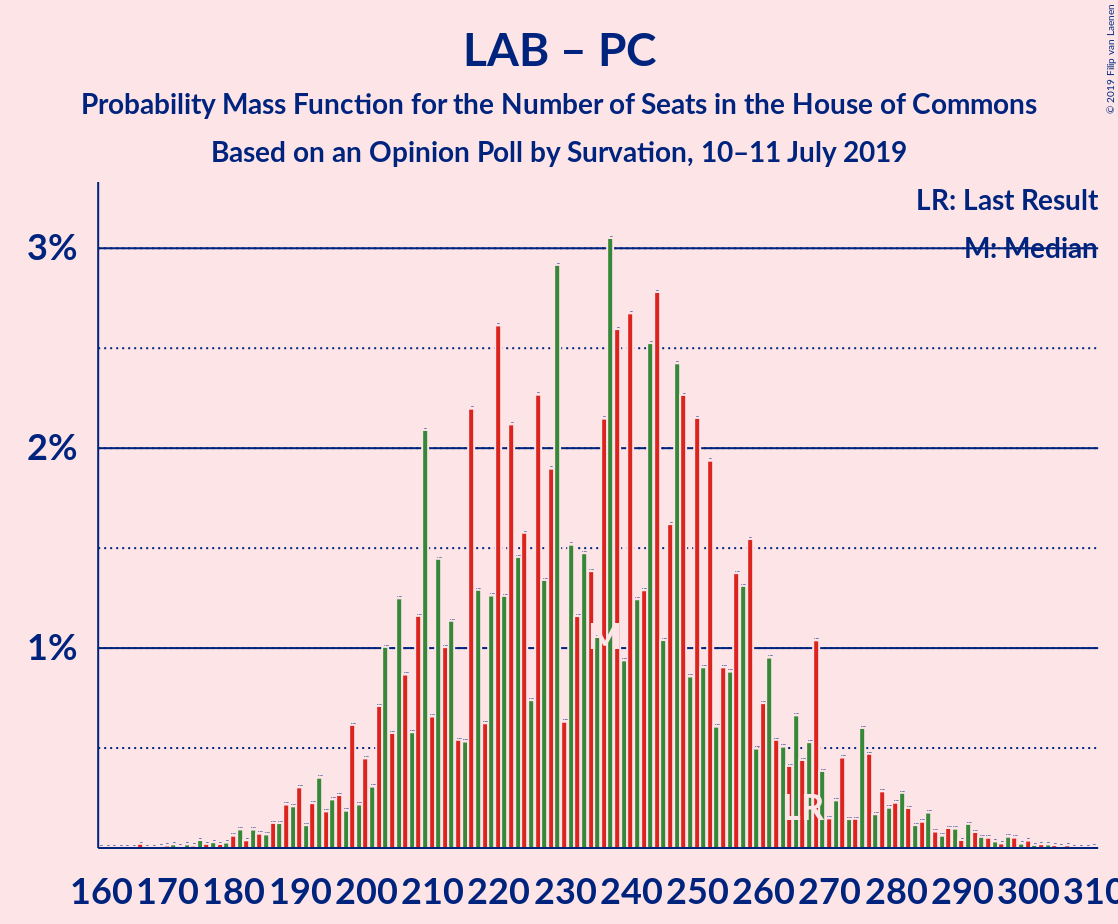 LAB – PC
Probability Mass Function for the Number of Seats in the House of Commons
Based on an Opinion Poll by Survation, 10–11 July 2019
© 2019 Filip van Laenen
LR: Last Result
M: Median
3%
2%
1%
M
LR
160 170 180 190 200 210 220 230 240 250 260 270 280 290 300 310